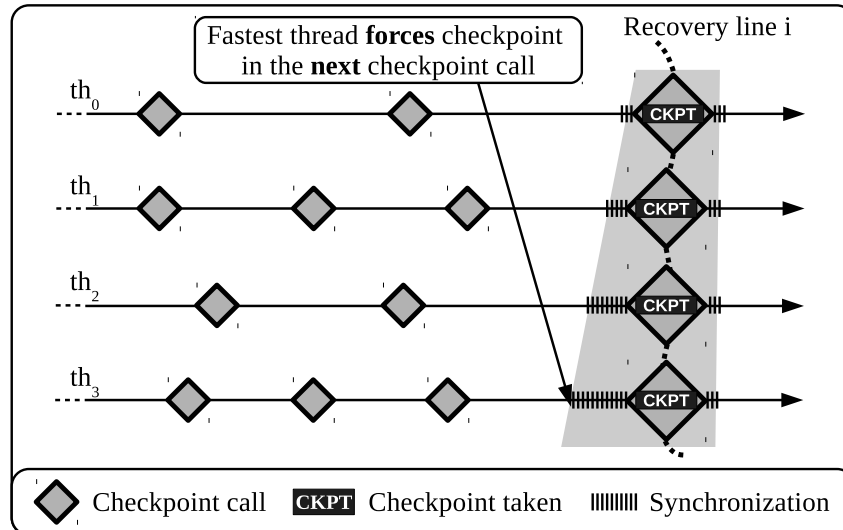 Fastest thread forces checkpoint
in the next checkpoint call
Recovery line i
th0
CKPT
th1
CKPT
th2
CKPT
th3
CKPT
Checkpoint call
CKPT Checkpoint taken
Synchronization